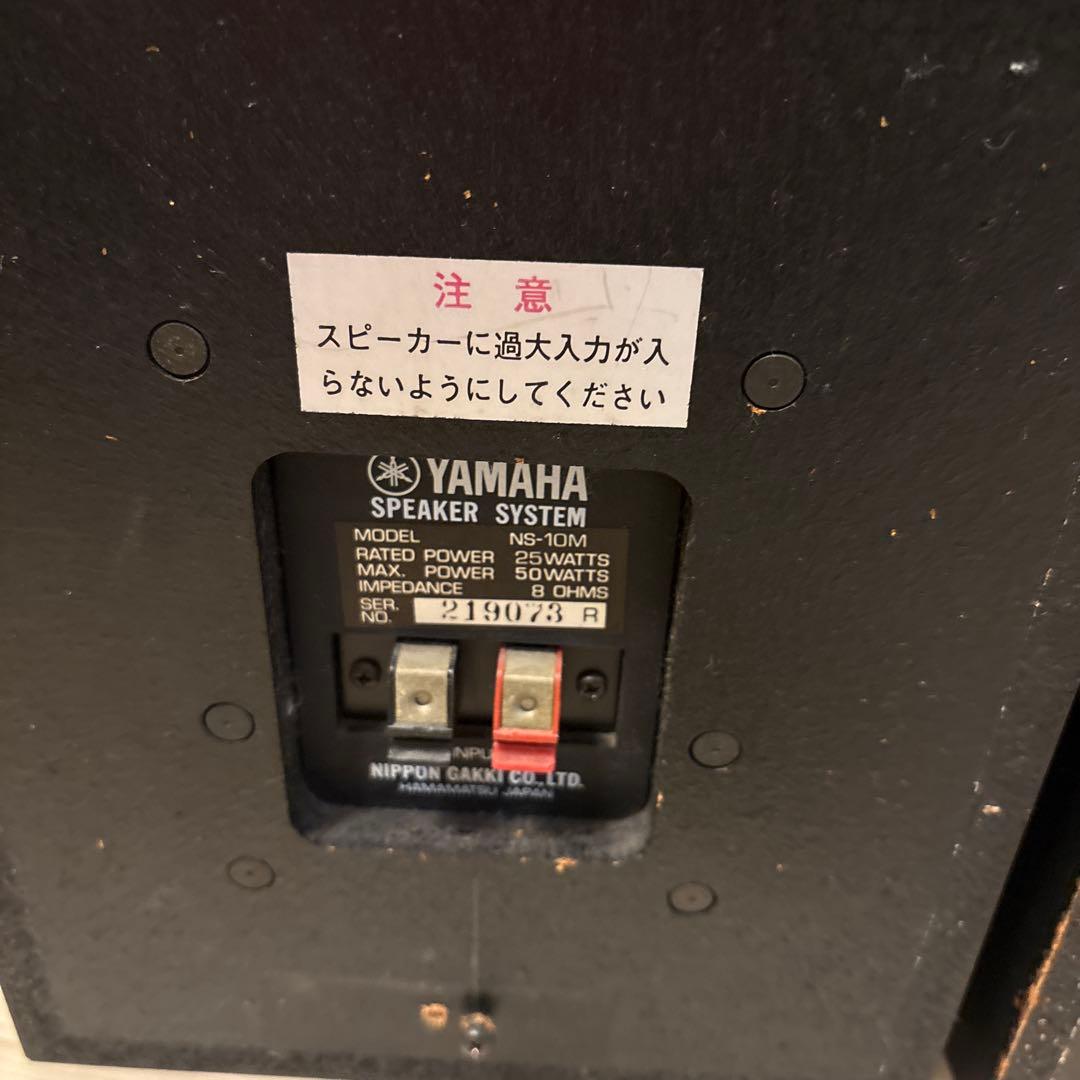 注 意
スピーカーに過大入力が入
らないようにしてください
YAMAHA
SPEAKER SYSTEM
MODEL NS-10M
RATED POWER 25WATTS
MAX. POWER 50WATTS
IMPEDANCE 8 OHMS
SER. NO. 219073 R
NIPPON GAKKI CO., LTD.
HAMAMATSU JAPAN